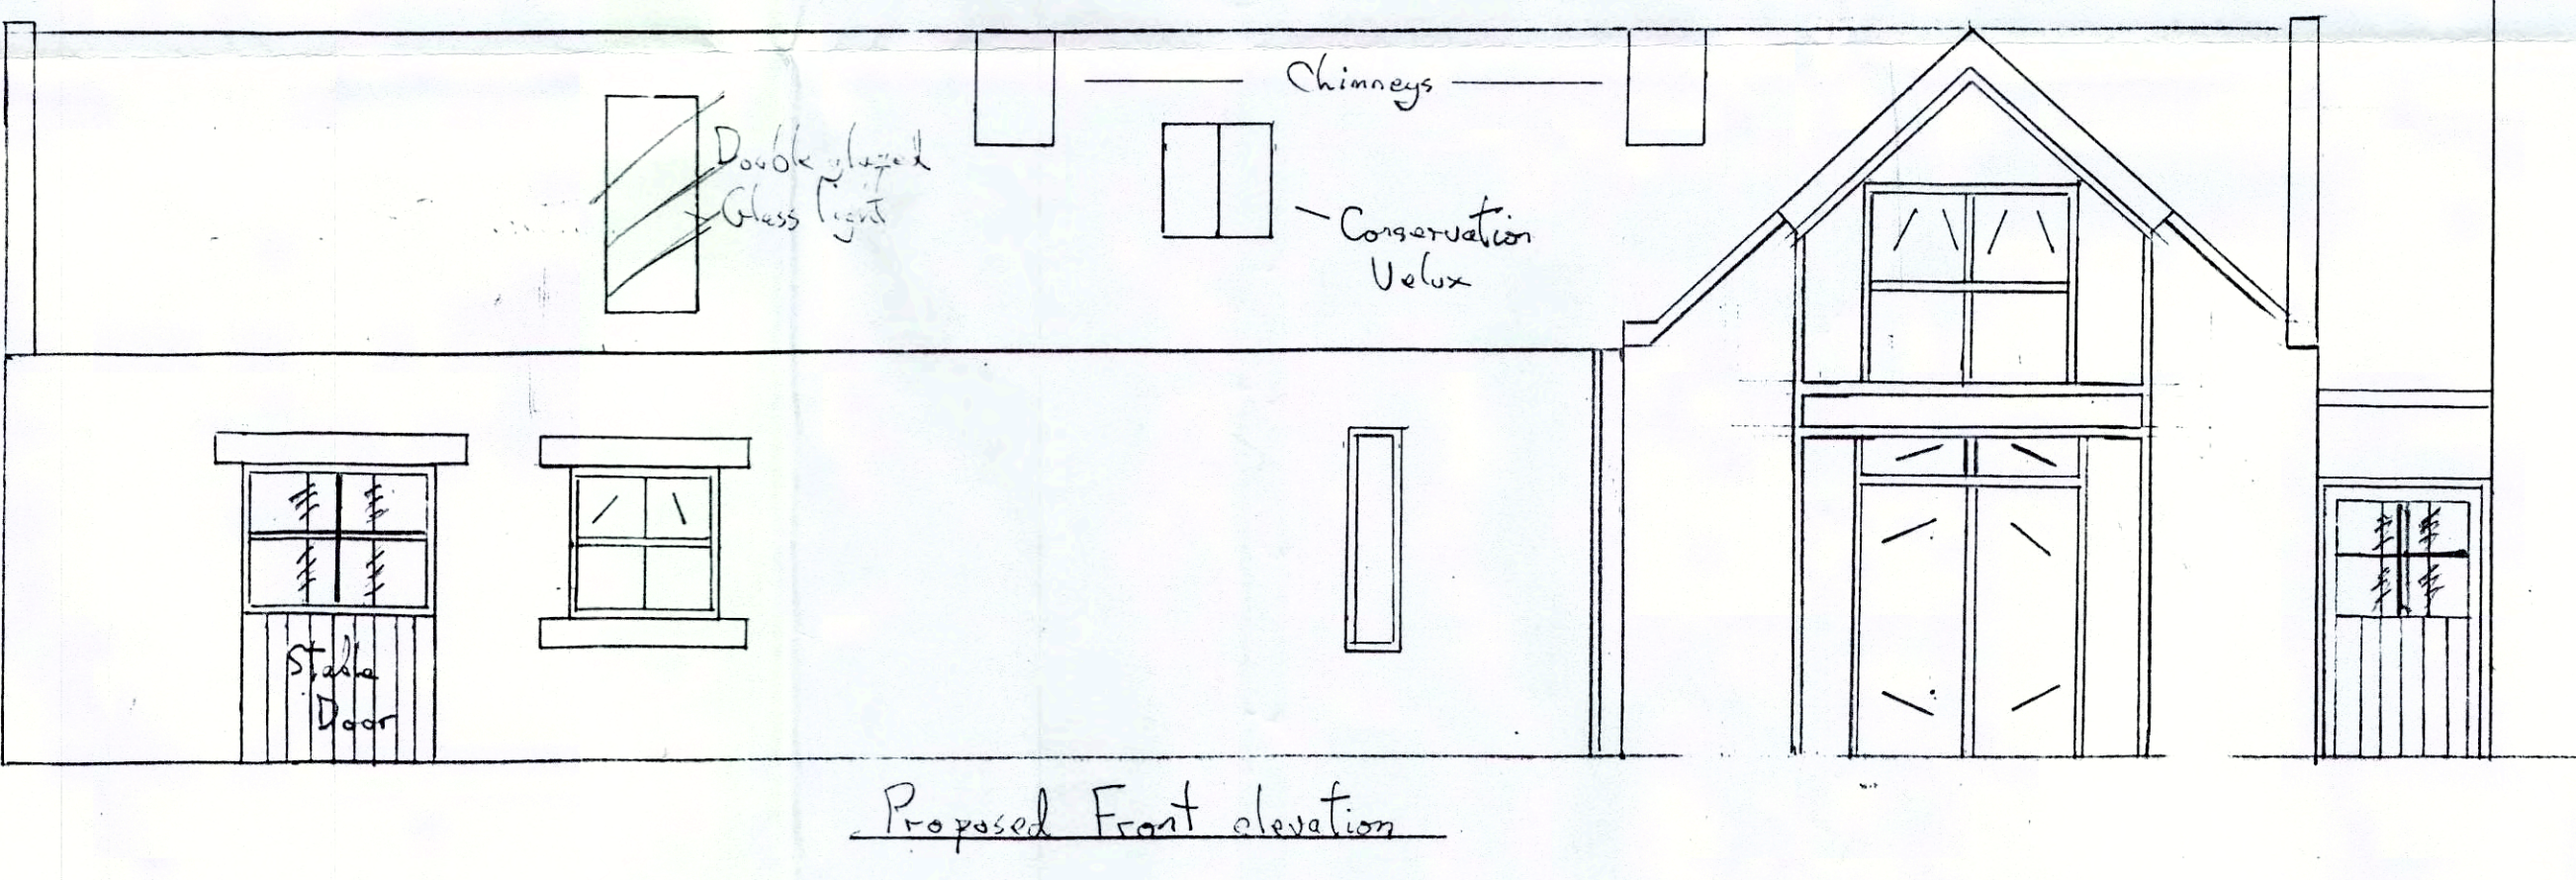 Chimneys
Double glazed
Glass light
Conservation
Velux
Stable
Door
Proposed Front elevation